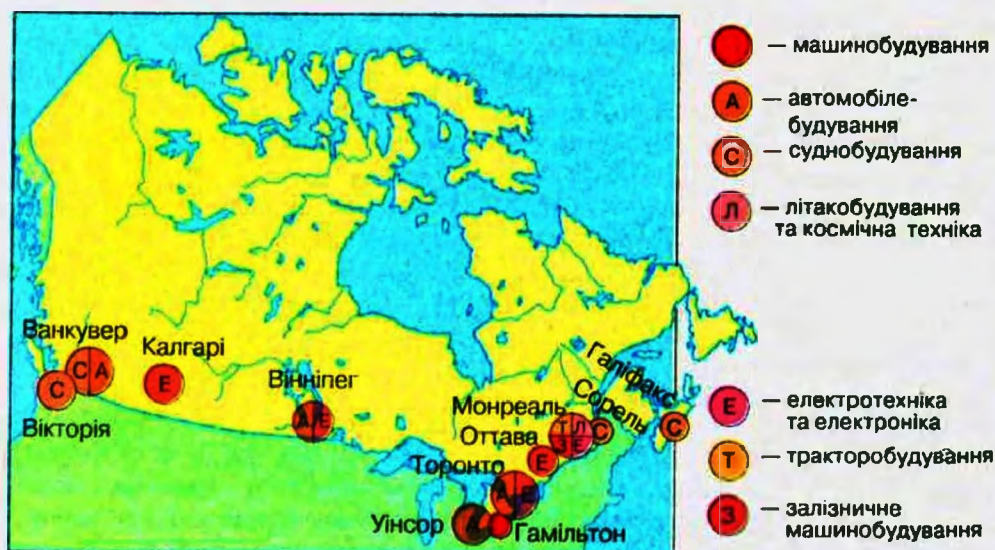 — машинобудування
А — автомобіле-
будування
С — суднобудування
Л — літакобудування
та космічна техніка
Е — електротехніка
та електроніка
Т — тракторобудування
З — залізничне
машинобудування
Ванкувер
С А
Калгарі
Е
С
Вікторія
Вінніпег
А Е
Галіфакс
Сорель
С
С
Монреаль
Т Л
Е
Оттава
Е
Торонто
А
Уінсор
А
Гамільтон